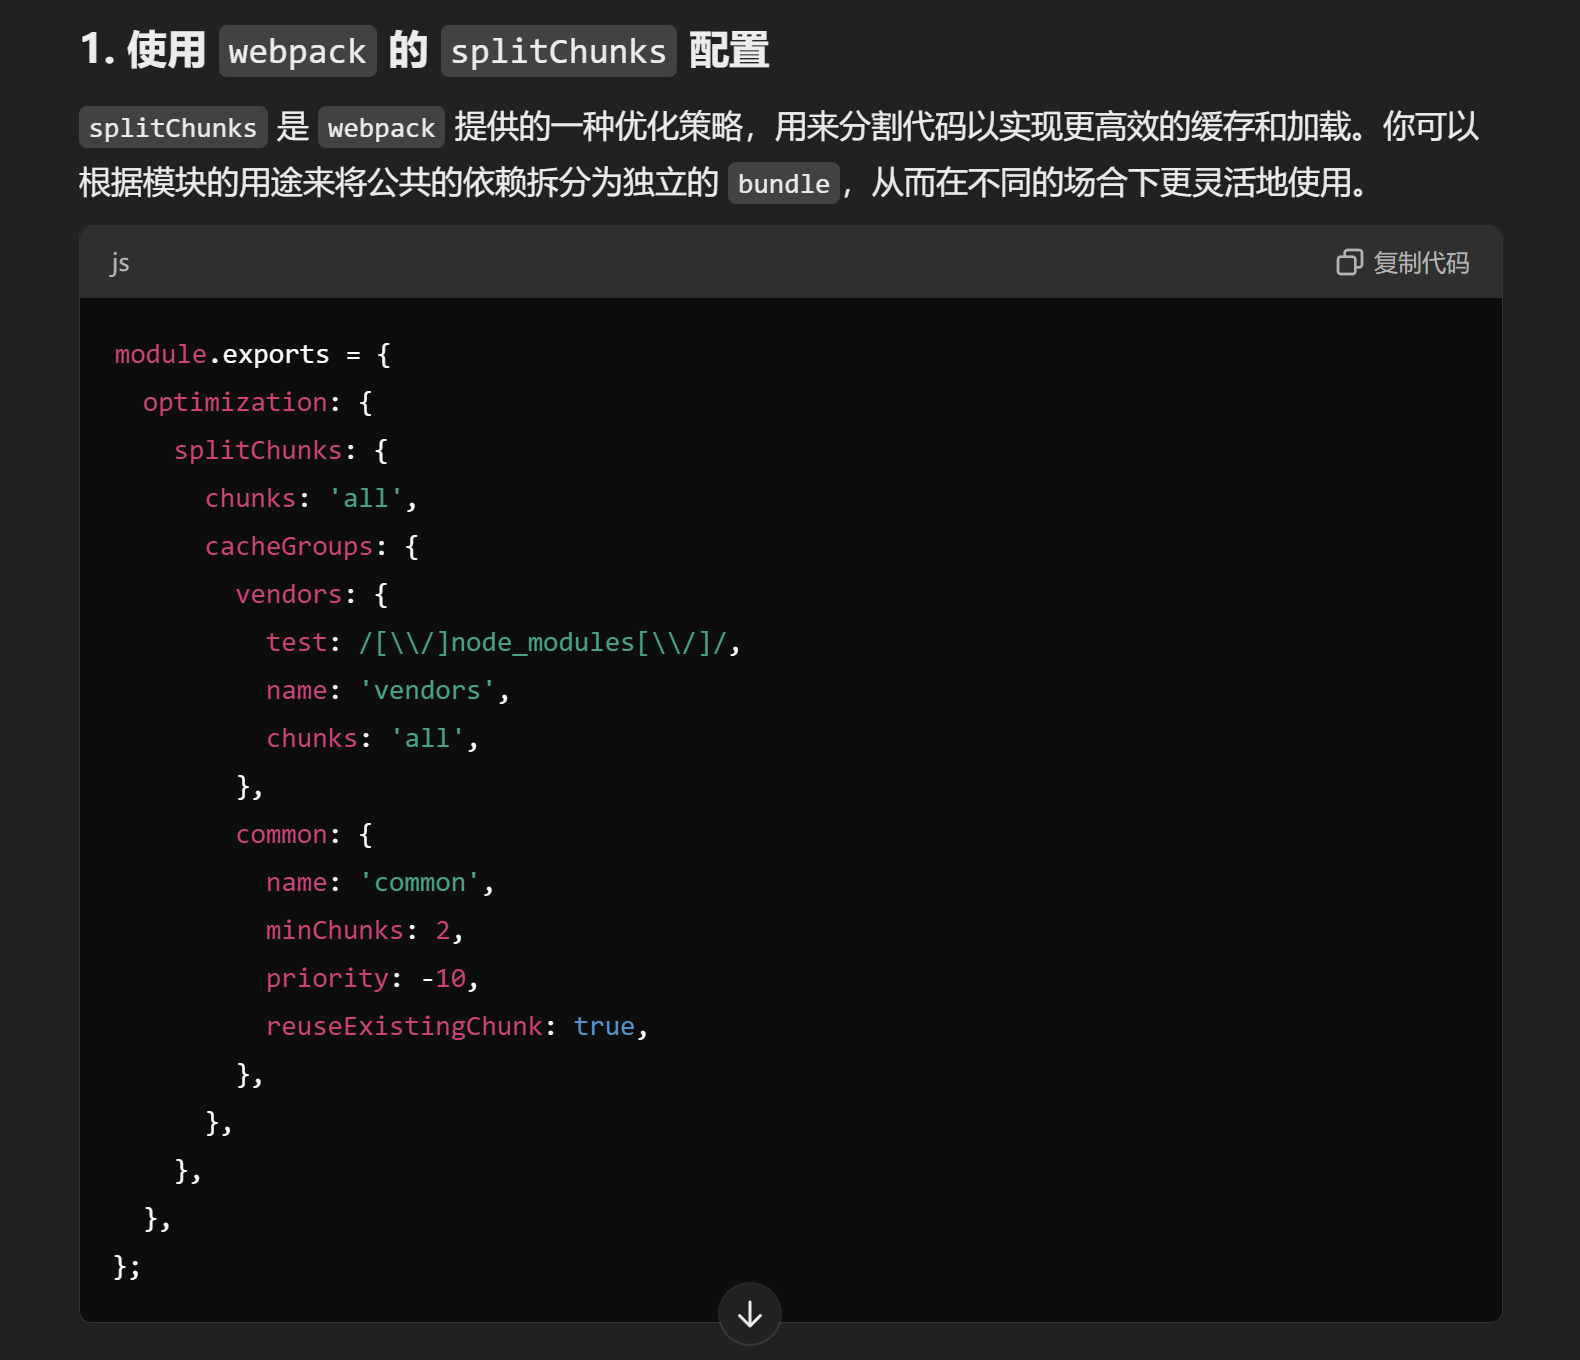 1. 使用 webpack 的 splitChunks 配置
splitChunks 是 webpack 提供的一种优化策略，用来分割代码以实现更高效的缓存和加载。你可以
根据模块的用途来将公共的依赖拆分为独立的 bundle，从而在不同的场合下更灵活地使用。
js
复制代码
module.exports = {
  optimization: {
    splitChunks: {
      chunks: 'all',
      cacheGroups: {
        vendors: {
          test: /[\\/]node_modules[\\/]/,
          name: 'vendors',
          chunks: 'all',
        },
        common: {
          name: 'common',
          minChunks: 2,
          priority: -10,
          reuseExistingChunk: true,
        },
      },
    },
  },
};